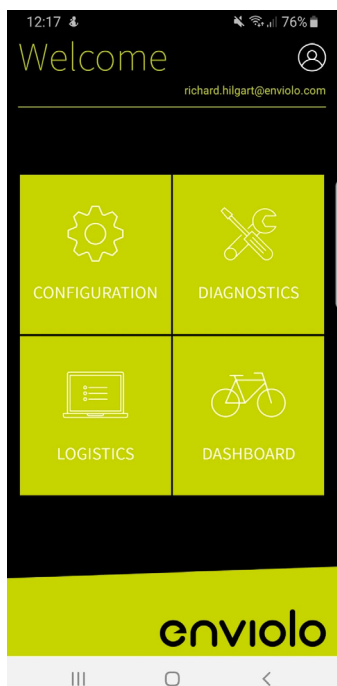 12:17 76%
Welcome
richard.hilgart@enviolo.com
CONFIGURATION DIAGNOSTICS
LOGISTICS DASHBOARD
enviolo